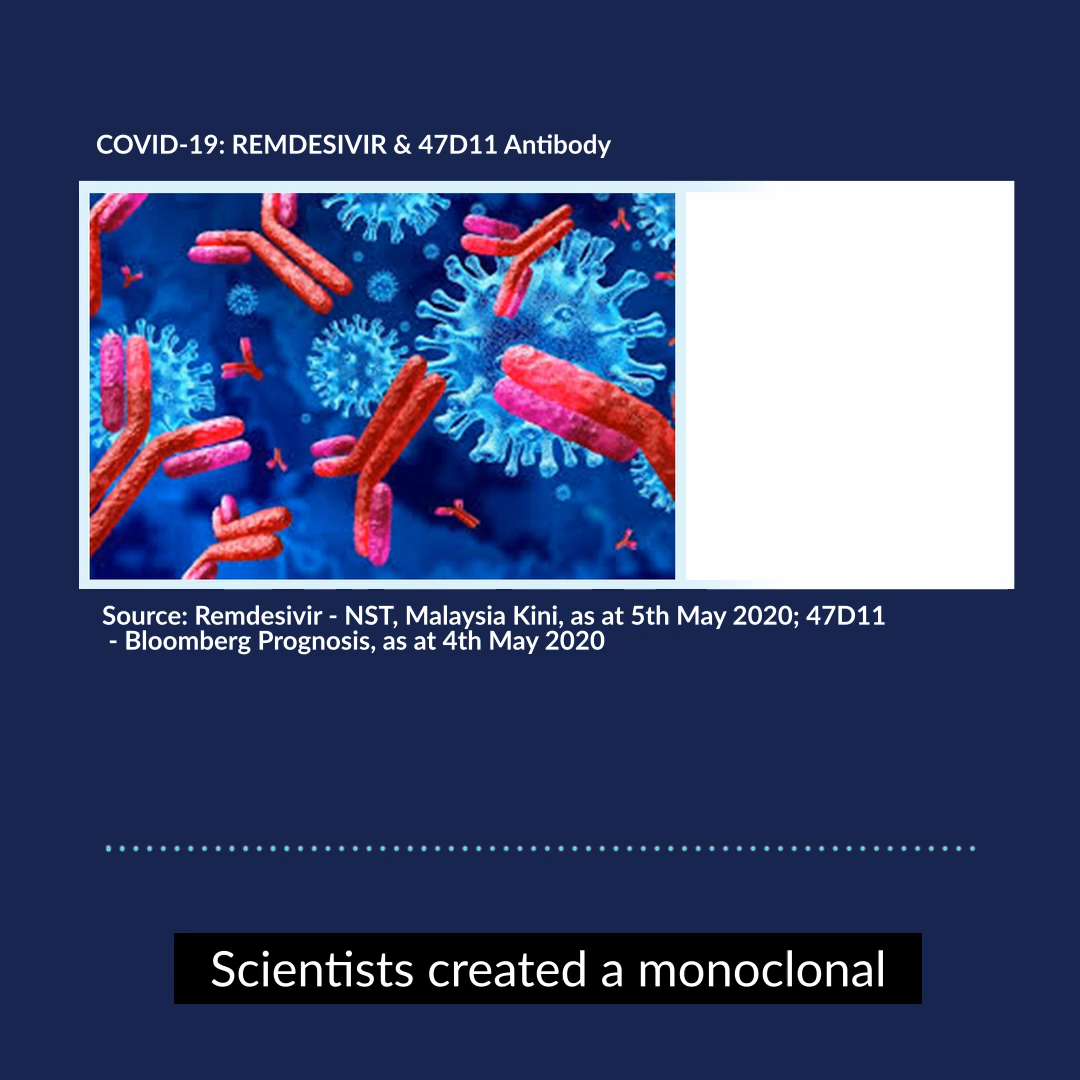 COVID-19: REMDESIVIR & 47D11 Antibody
Source: Remdesivir - NST, Malaysia Kini, as at 5th May 2020; 47D11
- Bloomberg Prognosis, as at 4th May 2020
Scientists created a monoclonal